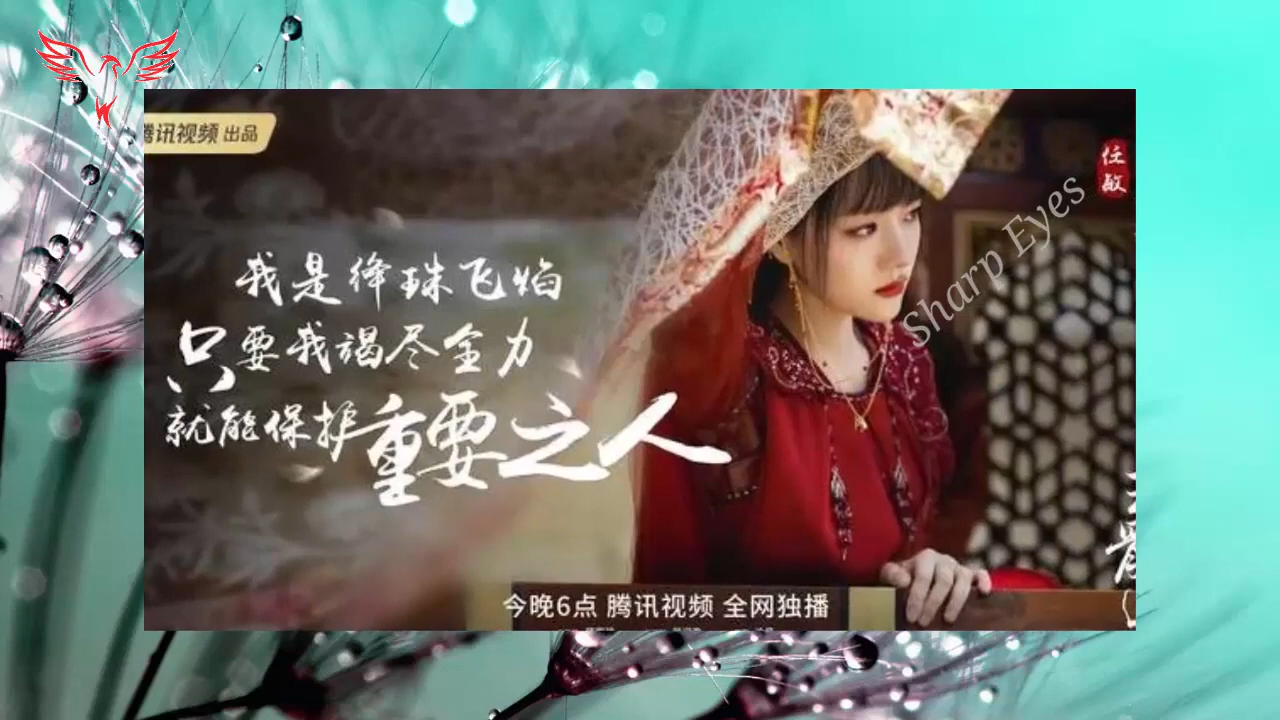 腾讯视频 出品
任敏
Sharp Eyes
我是绛珠飞焰
只要我竭尽全力
就能保护重要之人
今晚6点 腾讯视频 全网独播